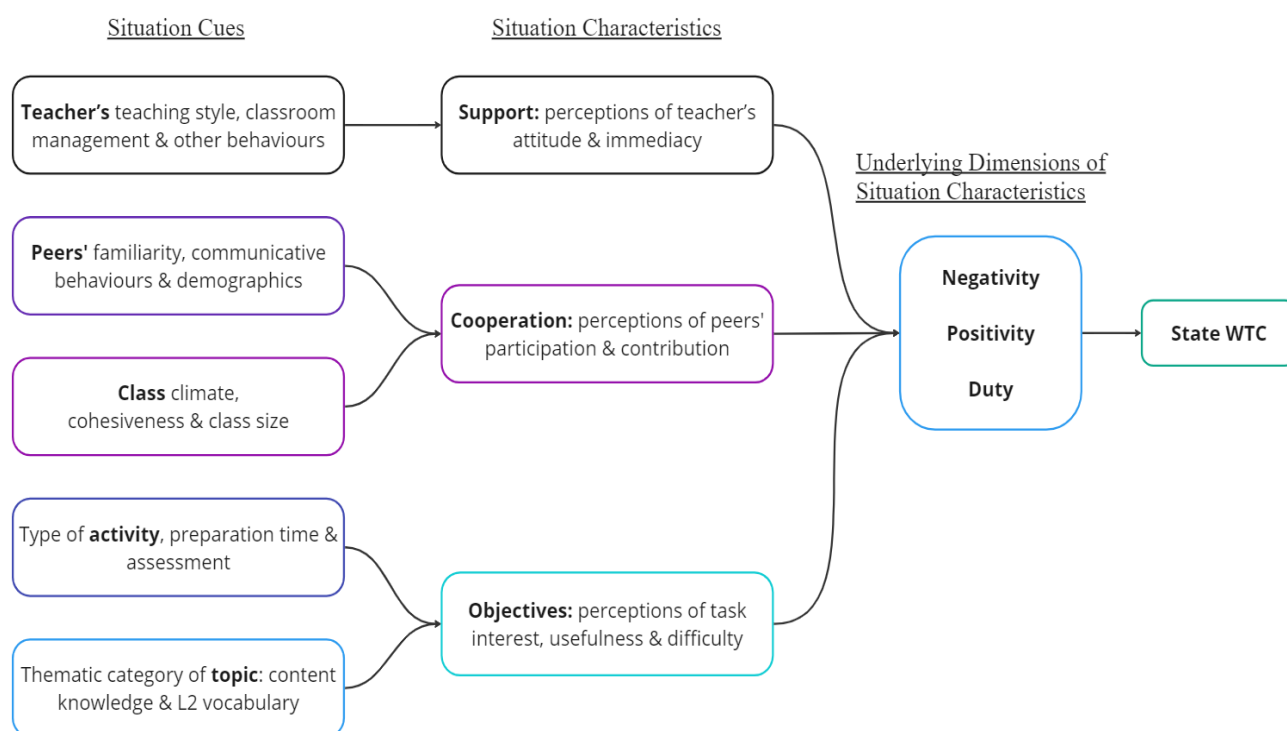 Situation Cues
Situation Characteristics
Teacher’s teaching style, classroom
management & other behaviours
Support: perceptions of teacher’s
attitude & immediacy
Underlying Dimensions of
Situation Characteristics
Peers' familiarity, communicative
behaviours & demographics
Cooperation: perceptions of peers'
participation & contribution
Class climate,
cohesiveness & class size
Negativity
Positivity
Duty
State WTC
Type of activity, preparation time &
assessment
Objectives: perceptions of task
interest, usefulness & difficulty
Thematic category of topic: content
knowledge & L2 vocabulary